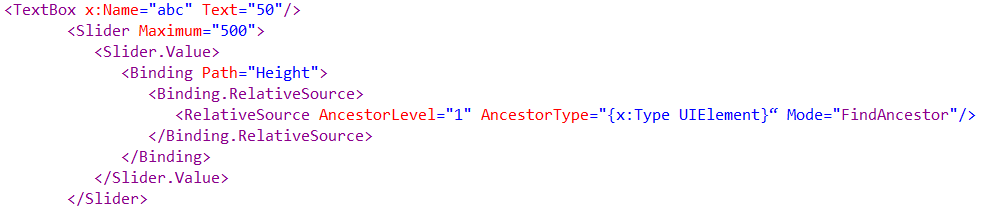 <TextBox x:Name="abc" Text="50"/>
<Slider Maximum="500">
<Slider.Value>
<Binding Path="Height">
<Binding.RelativeSource>
<RelativeSource AncestorLevel="1" AncestorType="{x:Type UIElement}“ Mode="FindAncestor"/>
</Binding.RelativeSource>
</Binding>
</Slider.Value>
</Slider>